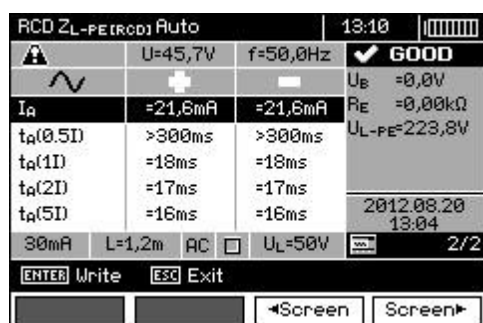 RCD ZL-PE[RCD] Auto 13:10
U=45,7V f=50,0Hz GOOD
UB =0,0V
IA =21,6mA =21,6mA RE =0,00kΩ
tA(0.5I) >300ms >300ms UL-PE=223,8V
tA(1I) =18ms =18ms
tA(2I) =17ms =17ms
tA(5I) =16ms =16ms
2012.08.20
13:04
30mA L=1,2m AC UL=50V 2/2
ENTER Write ESC Exit
◄Screen Screen►